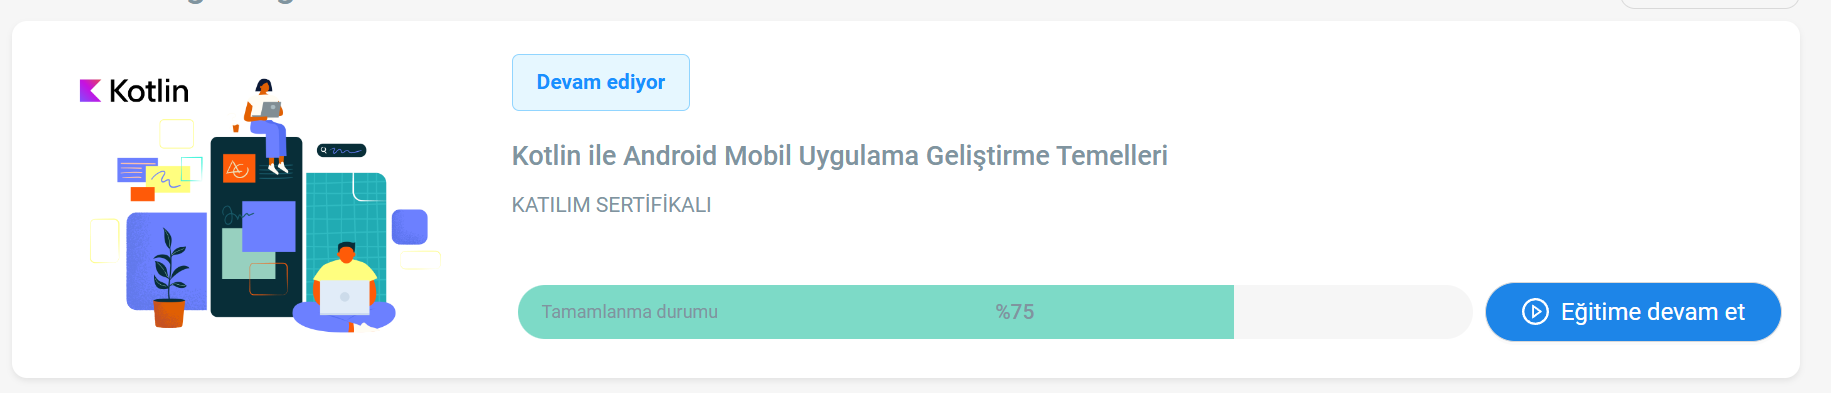 Kotlin
Devam ediyor
Kotlin ile Android Mobil Uygulama Geliştirme Temelleri
KATILIM SERTİFİKALI
Tamamlanma durumu %75
Eğitime devam et